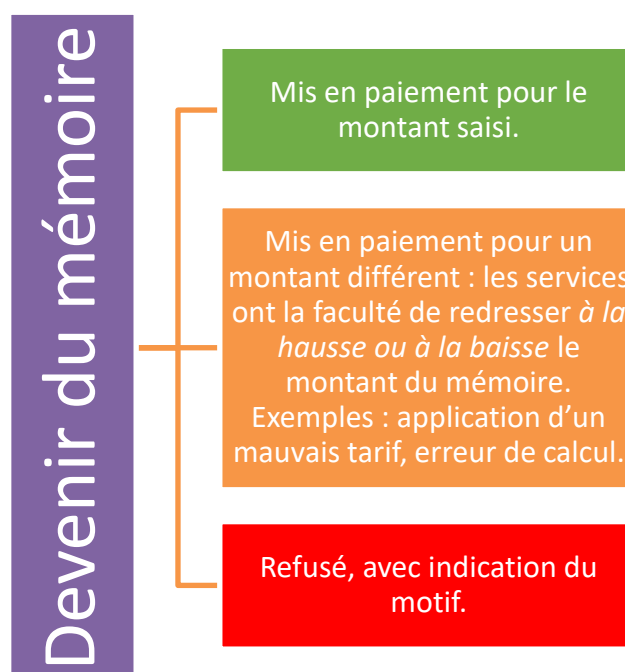 Devenir du mémoire
Mis en paiement pour le
montant saisi.
Mis en paiement pour un
montant différent : les services
ont la faculté de redresser à la
hausse ou à la baisse le
montant du mémoire.
Exemples : application d’un
mauvais tarif, erreur de calcul.
Refusé, avec indication du
motif.